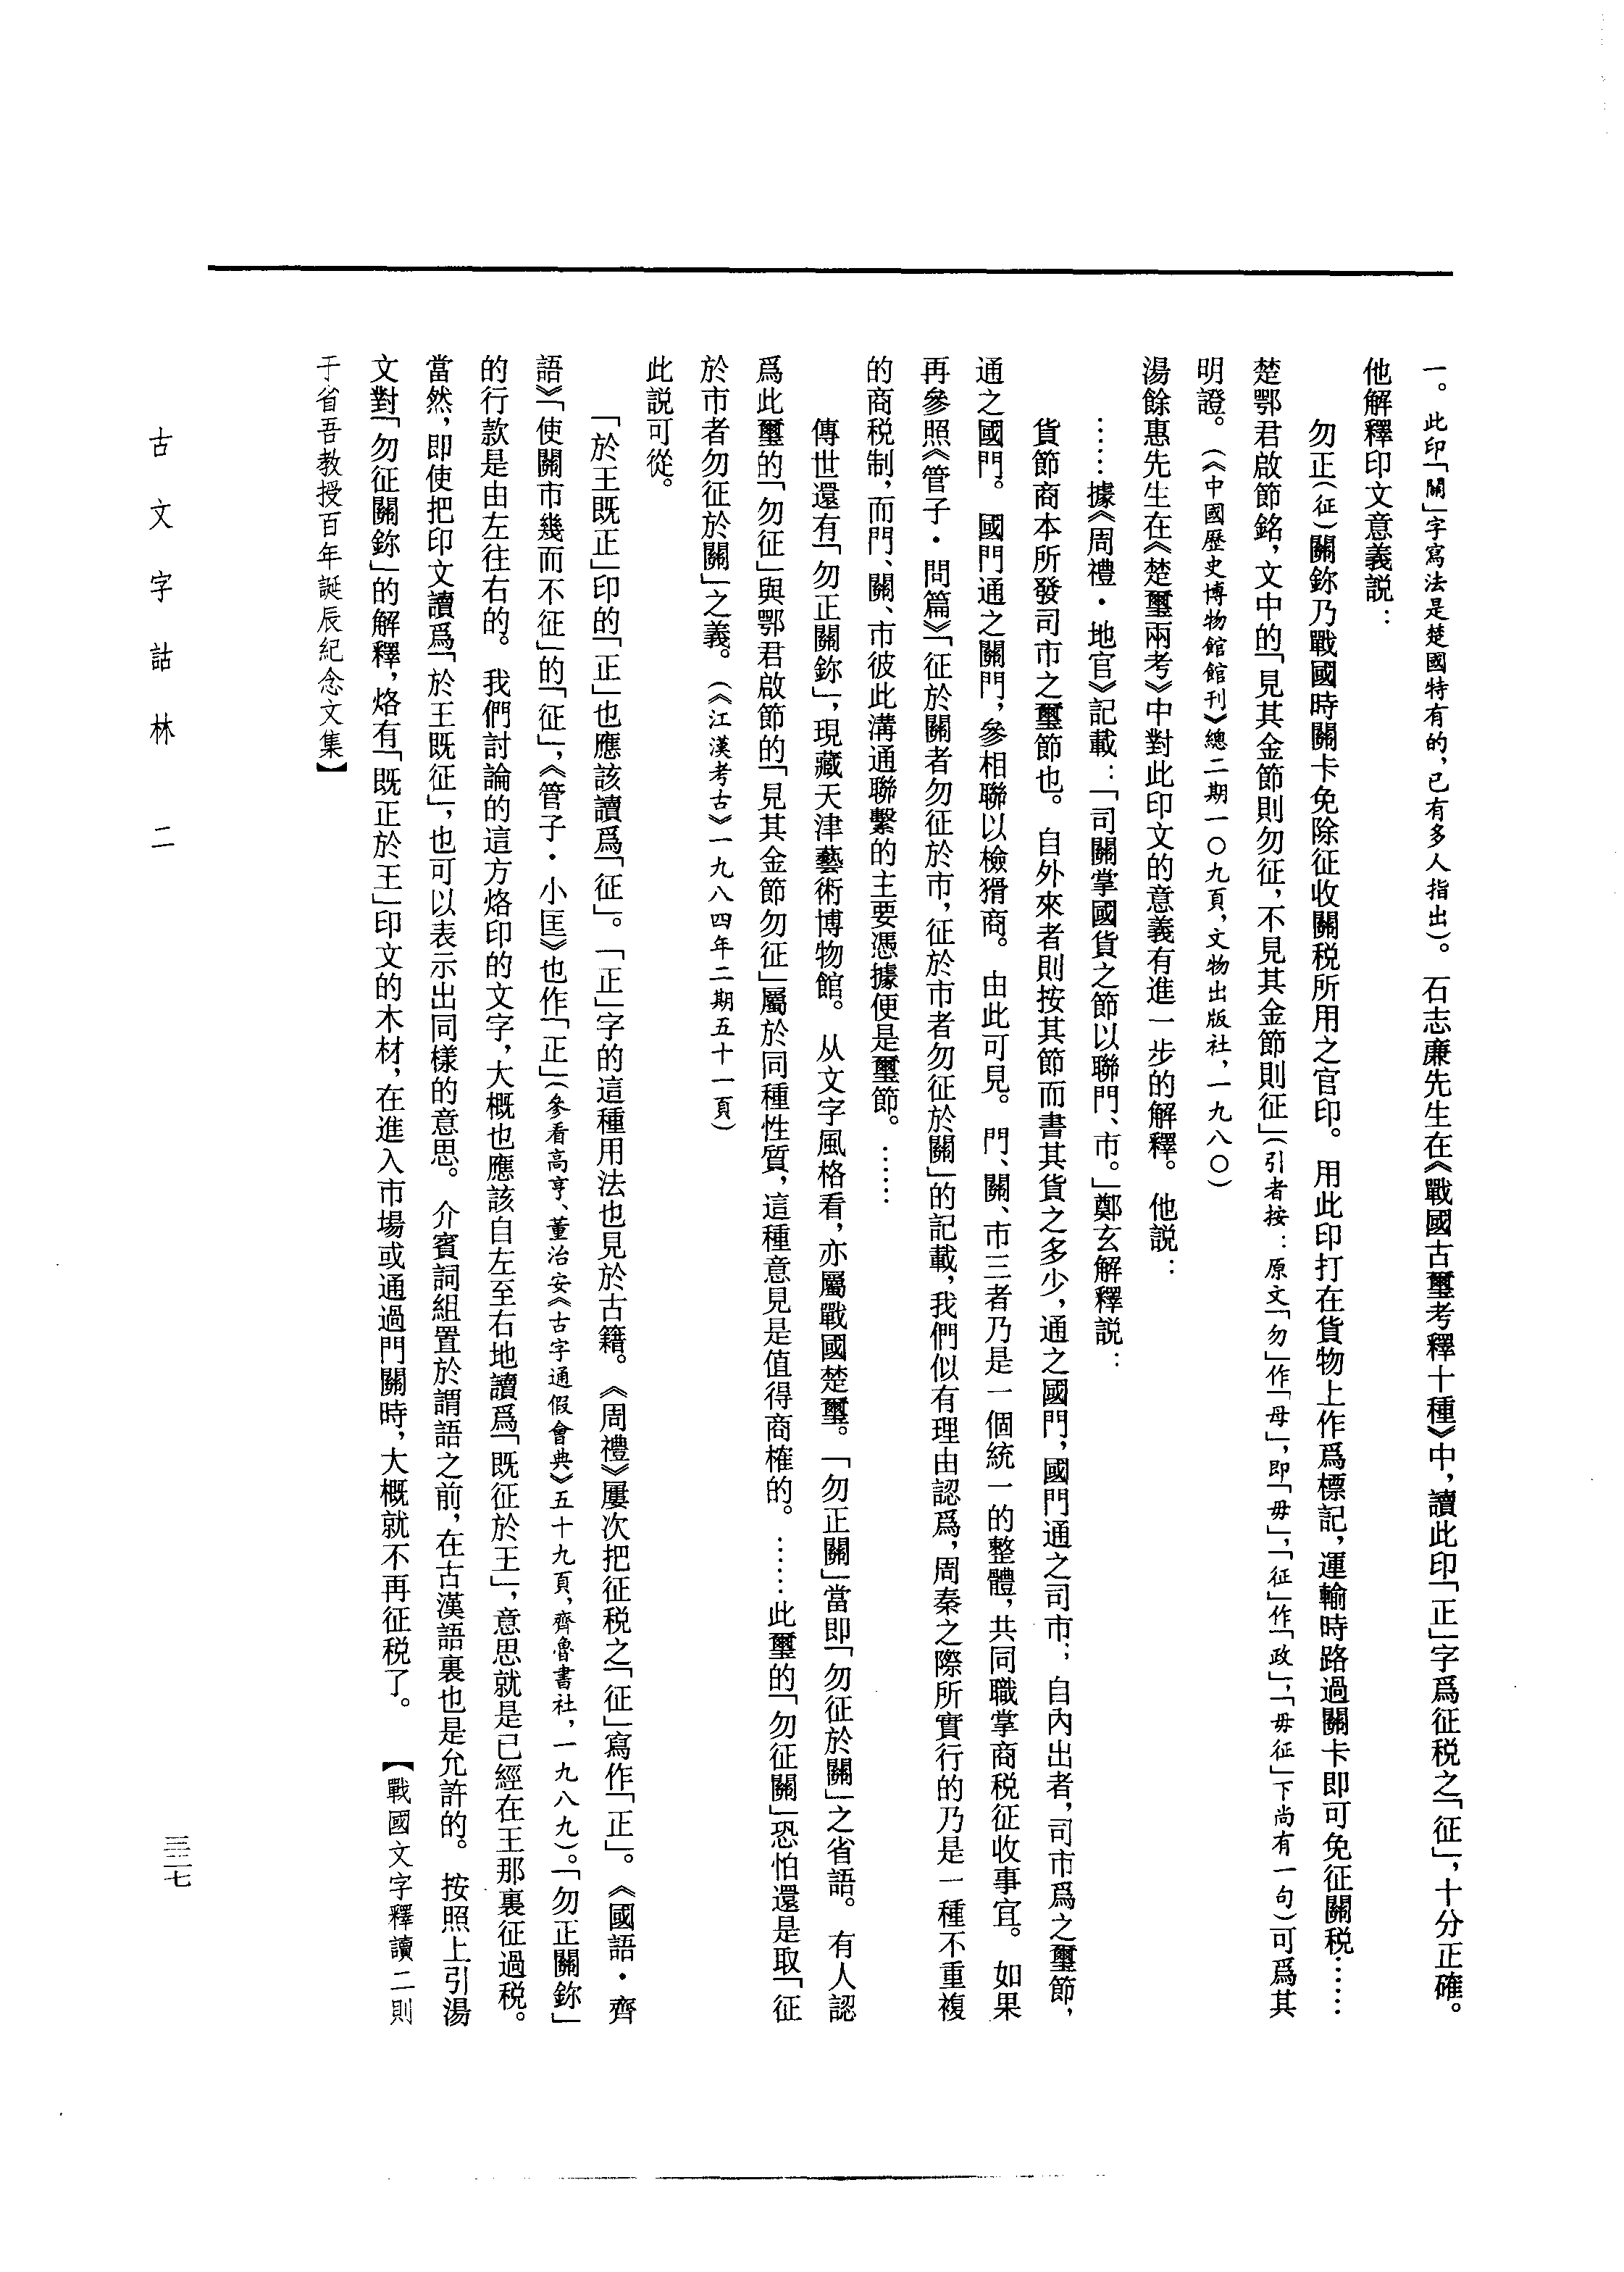 一。此印「關」字寫法是楚國特有的，已有多人指出）。石志廉先生在《戰國古璽考釋十種》中，讀此印「正」字爲征税之「征」，十分正確。
他解釋印文意義説：
勿正（征）關鉨乃戰國時關卡免除征收關税所用之官印。用此印打在貨物上作爲標記，運輸時路過關卡即可免征關税……
楚鄂君啟節銘，文中的「見其金節則勿征，不見其金節則征」（引者按：原文「勿」作「母」，即「毋」；「征」作「政」；「毋征」下尚有一句）可爲其
明證。（《中國歷史博物館館刊》總二期一〇九頁，文物出版社，一九八〇）
湯餘惠先生在《楚璽兩考》中對此印文的意義有進一步的解釋。他説：
……據《周禮·地官》記載：「司關掌國貨之節以聯門、市。」鄭玄解釋説：
貨節商本所發司市之璽節也。自外來者則按其節而書其貨之多少，通之國門，國門通之司市；自內出者，司市爲之璽節，
通之國門。國門通之關門，參相聯以檢猾商。由此可見。門、關、市三者乃是一個統一的整體，共同職掌商税征收事宜。如果
再參照《管子·問篇》「征於關者勿征於市，征於市者勿征於關」的記載，我們似有理由認爲，周秦之際所實行的乃是一種不重複
的商税制，而門、關、市彼此溝通聯繫的主要憑據便是璽節。……
傳世還有「勿正關鉨」，現藏天津藝術博物館。从文字風格看，亦屬戰國楚璽。「勿正關」當即「勿征於關」之省語。有人認
爲此璽的「勿征」與鄂君啟節的「見其金節勿征」屬於同種性質，這種意見是值得商榷的。……此璽的「勿征關」恐怕還是取「征
於市者勿征於關」之義。（《江漢考古》一九八四年二期五十一頁）
此説可從。
「於王既正」印的「正」也應該讀爲「征」。「正」字的這種用法也見於古籍。《周禮》屢次把征税之「征」寫作「正」。《國語·齊
語》「使關市幾而不征」的「征」，《管子·小匡》也作「正」（參看高亨、董治安《古字通假會典》五十九頁，齊魯書社，一九八九）。「勿正關鉨」
的行款是由左往右的。我們討論的這方烙印的文字，大概也應該自左至右地讀爲「既征於王」，意思就是已經在王那裏征過税。
當然，即使把印文讀爲「於王既征」，也可以表示出同樣的意思。介賓詞組置於謂語之前，在古漢語裏也是允許的。按照上引湯
文對「勿征關鉨」的解釋，烙有「既正於王」印文的木材，在進入市場或通過門關時，大概就不再征税了。【戰國文字釋讀二則
于省吾教授百年誕辰紀念文集】
古文字詁林 二
三二七